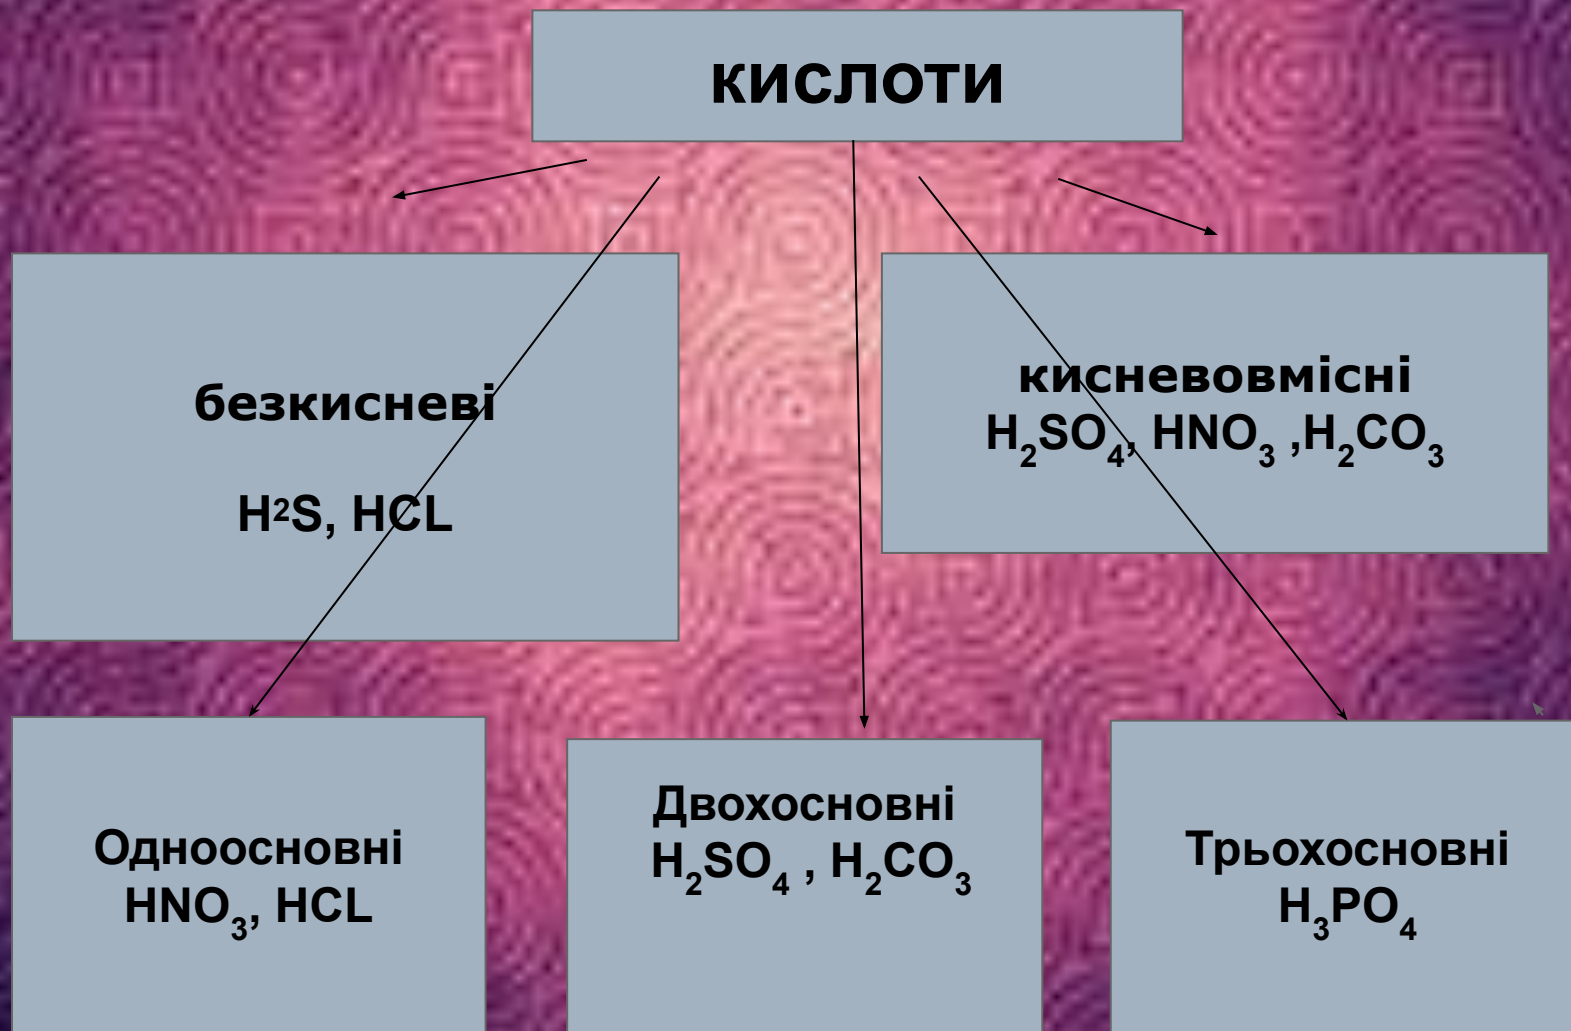 кислоти
безкисневі
H²S, HCL
кисневовмісні
H₂SO₄, HNO₃ ,H₂CO₃
Одноосновні
HNO₃, HCL
Двохосновні
H₂SO₄ , H₂CO₃
Трьохосновні
H₃PO₄